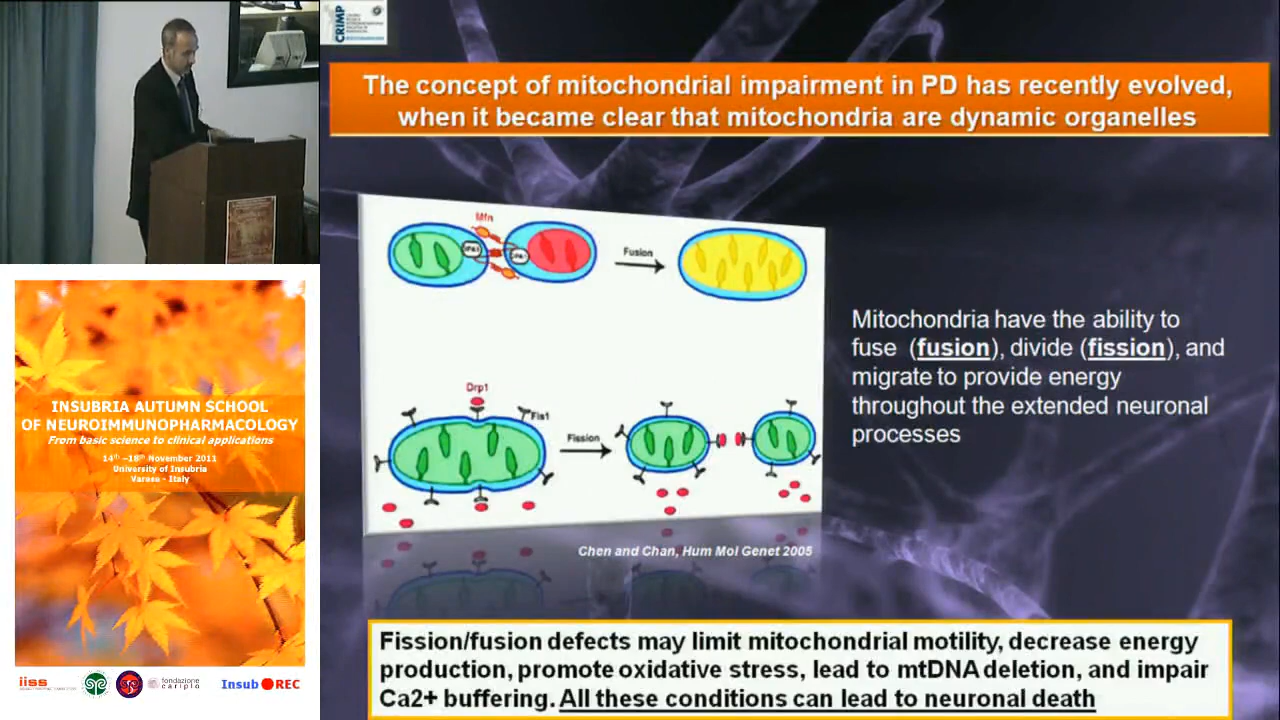 CRIMP
The concept of mitochondrial impairment in PD has recently evolved,
when it became clear that mitochondria are dynamic organelles
Mfn
OPA1
OPA1
Fusion
Drp1
Fis1
Fission
Chen and Chan, Hum Mol Genet 2005
Mitochondria have the ability to
fuse (fusion), divide (fission), and
migrate to provide energy
throughout the extended neuronal
processes
Fission/fusion defects may limit mitochondrial motility, decrease energy
production, promote oxidative stress, lead to mtDNA deletion, and impair
Ca2+ buffering. All these conditions can lead to neuronal death
INSUBRIA AUTUMN SCHOOL
OF NEUROIMMUNOPHARMACOLOGY
From basic science to clinical applications
14th –18th November 2011
University of Insubria
Varese - Italy
iiss
fondazione
cariplo
Insub REC